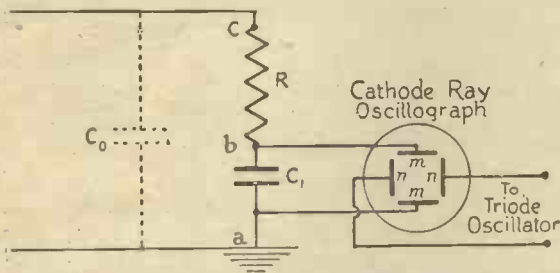 C
R
Cathode Ray
Oscillograph
C₀
b
m
n n
m
C₁
To
Triode
Oscillator
a